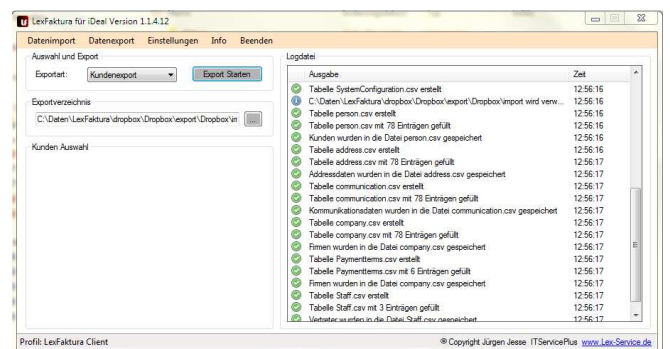 LexFaktura für iDeal Version 1.1.4.12
Datenimport Datenexport Einstellungen Info Beenden
Auswahl und Export
Exportart: Kundenexport Export Starten
Exportverzeichnis
C:\Daten\LexFaktura\dropbox\Dropbox\export\Dropbox\im ...
Kunden Auswahl
Logdatei
Ausgabe Zeit
Tabelle SystemConfiguration.csv erstellt 12:56:16
C:\Daten\LexFaktura\dropbox\Dropbox\export\Dropbox\import wird verw... 12:56:16
Tabelle person.csv erstellt 12:56:16
Tabelle person.csv mit 78 Einträgen gefüllt 12:56:16
Kunden wurden in die Datei person.csv gespeichert 12:56:16
Tabelle address.csv erstellt 12:56:16
Tabelle address.csv mit 78 Einträgen gefüllt 12:56:17
Addressdaten wurden in die Datei address.csv gespeichert 12:56:17
Tabelle communication.csv erstellt 12:56:17
Tabelle communication.csv mit 78 Einträgen gefüllt 12:56:17
Kommunikationsdaten wurden in die Datei communication.csv gespeichert 12:56:17
Tabelle company.csv erstellt 12:56:17
Tabelle company.csv mit 78 Einträgen gefüllt 12:56:17
Firmen wurden in die Datei company.csv gespeichert 12:56:17
Tabelle Paymentterms.csv erstellt 12:56:17
Tabelle Paymentterms.csv mit 6 Einträgen gefüllt 12:56:17
Firmen wurden in die Datei company.csv gespeichert 12:56:17
Tabelle Staff.csv erstellt 12:56:17
Tabelle Staff.csv mit 3 Einträgen gefüllt 12:56:17
Vertreter wurden in die Datei Staff.csv gespeichert 12:56:17
Profil: LexFaktura Client ® Copyright Jürgen Jesse ITServicePlus www.Lex-Service.de